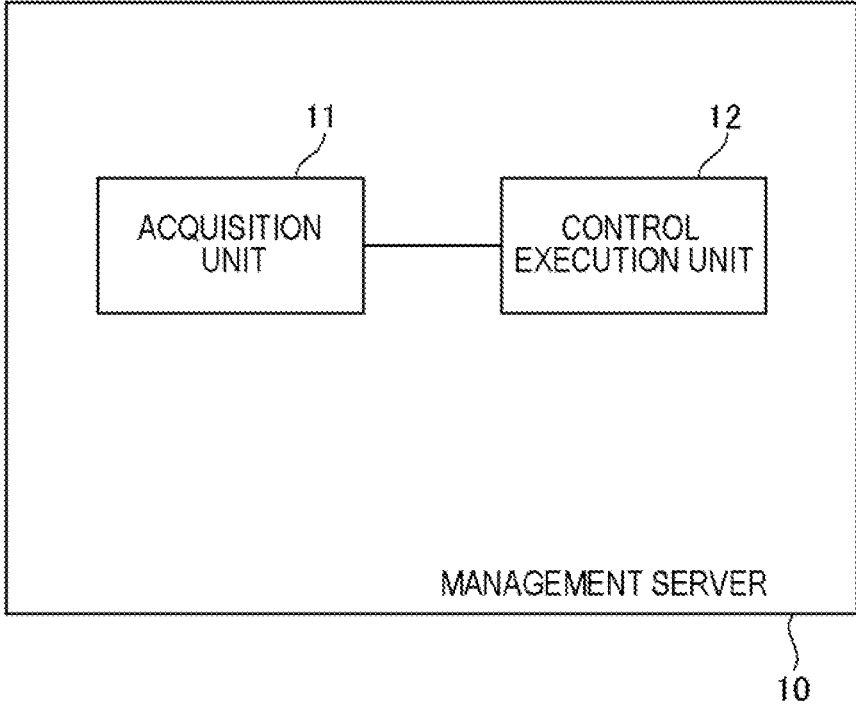 11
12
ACQUISITION
UNIT
CONTROL
EXECUTION UNIT
MANAGEMENT SERVER
10